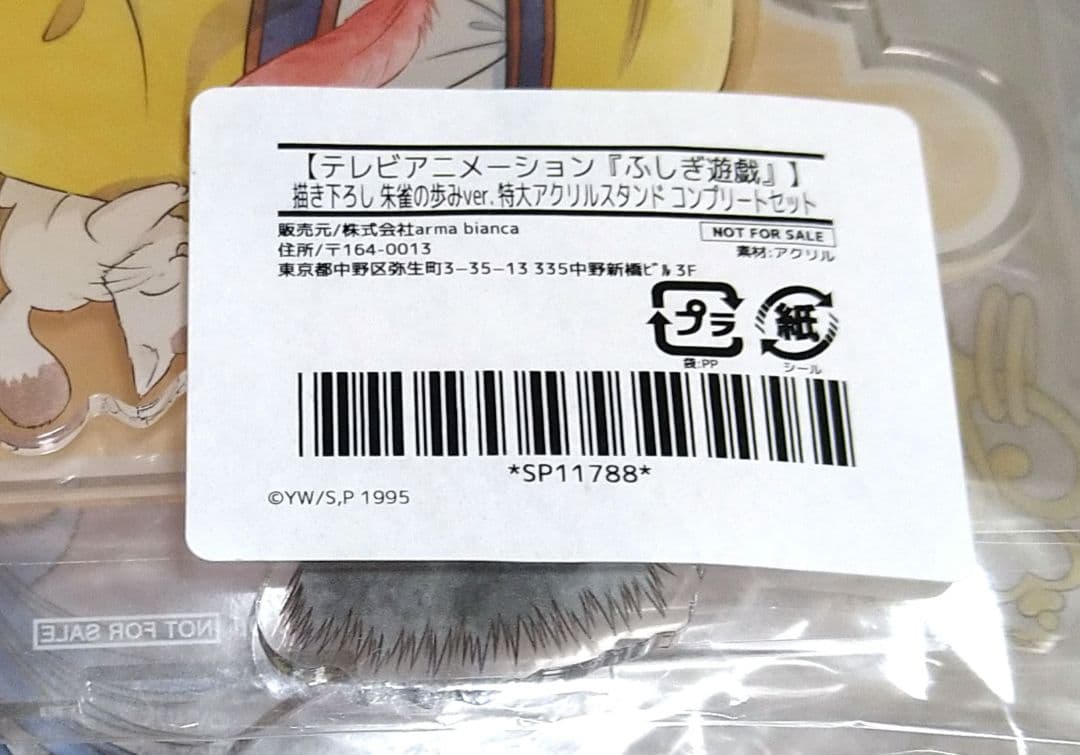 【テレビアニメーション『ふしぎ遊戯』】
描き下ろし 朱雀の歩みver. 特大アクリルスタンド コンプリートセット
販売元/株式会社arma bianca
NOT FOR SALE
住所/〒164-0013
素材:アクリル
東京都中野区弥生町3-35-13 335中野新橋ビル3F
プラ
紙
袋:PP
シール
*SP11788*
©YW/S,P 1995
NOT FOR SALE